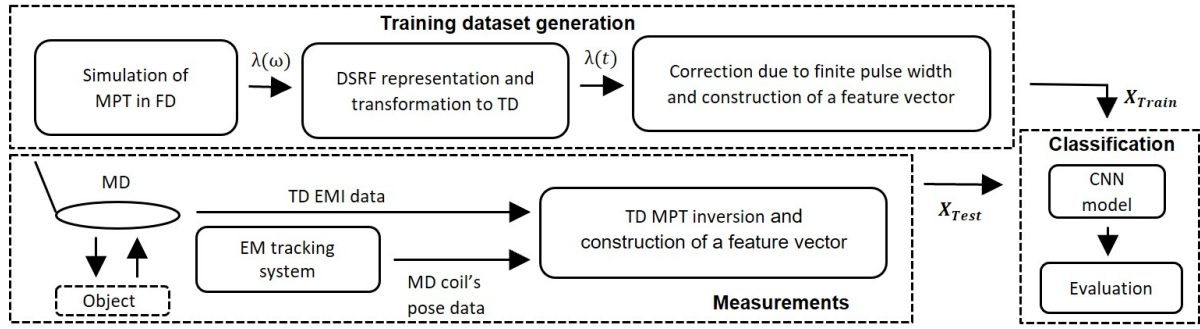 Training dataset generation
Simulation of
MPT in FD
λ(ω)
DSRF representation and
transformation to TD
λ(t)
Correction due to finite pulse width
and construction of a feature vector
X_Train
MD
TD EMI data
EM tracking
system
MD coil's
pose data
Object
TD MPT inversion and
construction of a feature vector
Measurements
X_Test
Classification
CNN
model
Evaluation